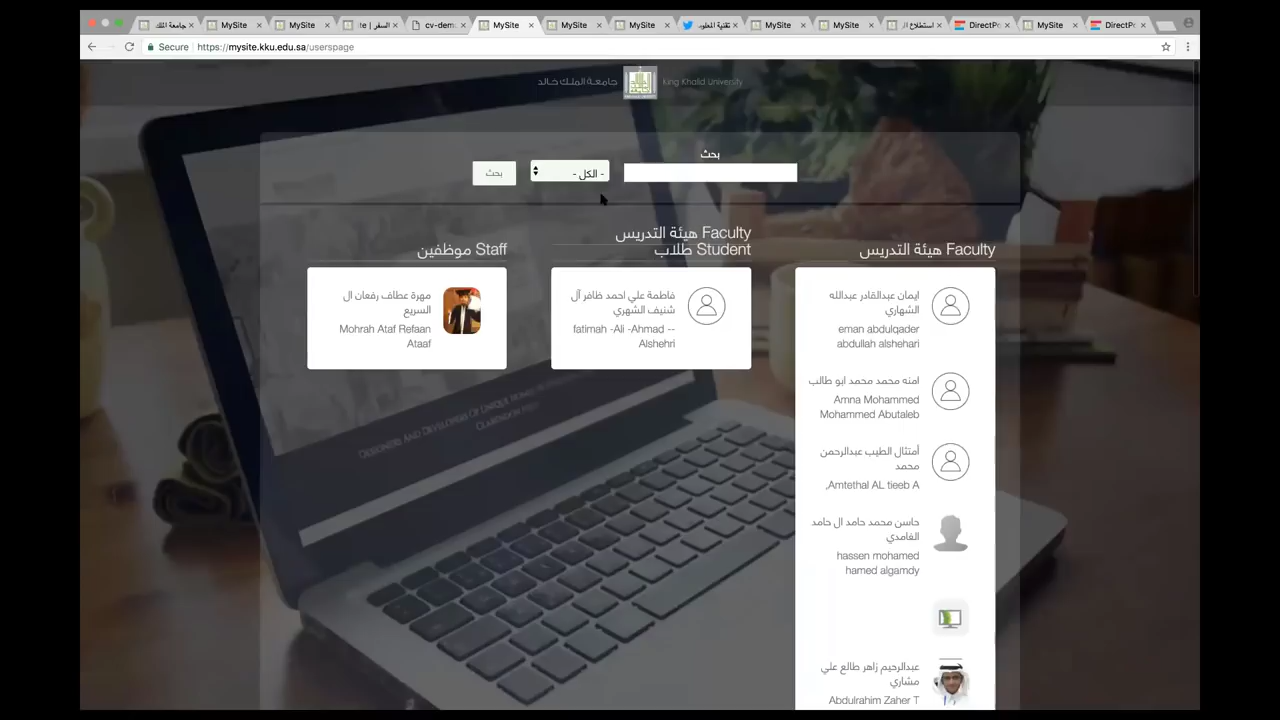 جامعة الملك
MySite
MySite
السفر | te
cv-dem
MySite
MySite
MySite
تقنية المعلوم
MySite
MySite
استطلاع ال
DirectPo
MySite
DirectPo
Secure
https://mysite.kku.edu.sa/userspage
جامعة الملك خالد
King Khalid University
بحث
- الكل -
بحث
Faculty هيئة التدريس
ايمان عبدالقادر عبدالله
الشهاري
eman abdulqader
abdullah alshehari
امنه محمد محمد ابو طالب
Amna Mohammed
Mohammed Abutaleb
أمتثال الطيب عبدالرحمن
محمد
Amtethal AL tieeb A,
حاسن محمد حامد ال حامد
الغامدي
hassen mohamed
hamed algamdy
عبدالرحيم زاهر طالع علي
مشاري
Abdulrahim Zaher T
Faculty هيئة التدريس
Student طلاب
فاطمة علي احمد ظافر آل
شنيف الشهري
fatimah -Ali -Ahmad --
Alshehri
Staff موظفين
مهرة عطاف رفعان ال
السريع
Mohrah Ataf Refaan
Ataaf